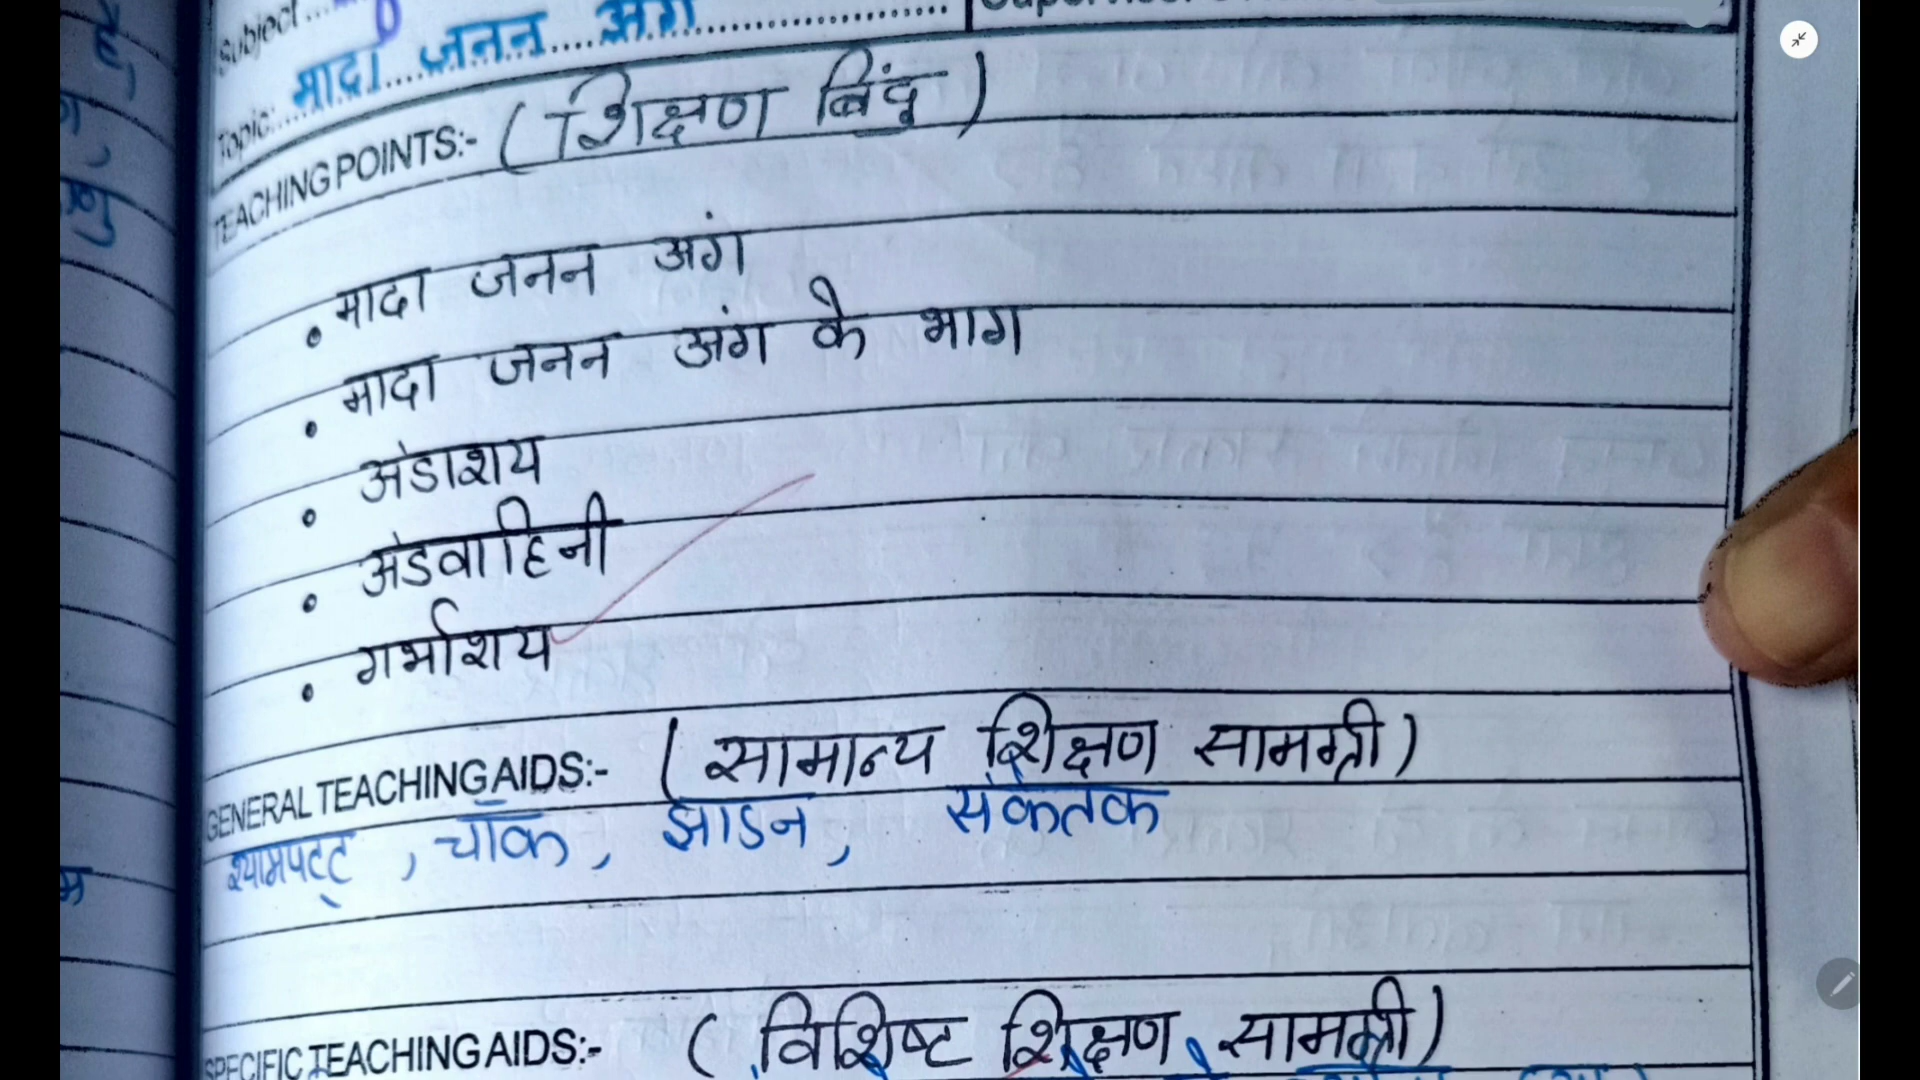 Subject
Topic:..... मादा जनन अंग
TEACHING POINTS:- (शिक्षण बिंदु)
• मादा जनन अंग
• मादा जनन अंग के भाग
• अंडाशय
• अंडवाहिनी
• गर्भाशय
GENERAL TEACHING AIDS:- (सामान्य शिक्षण सामग्री)
श्यामपट्ट, चॉक, झाडन, संकेतक
SPECIFIC TEACHING AIDS:- (विशिष्ट शिक्षण सामग्री)